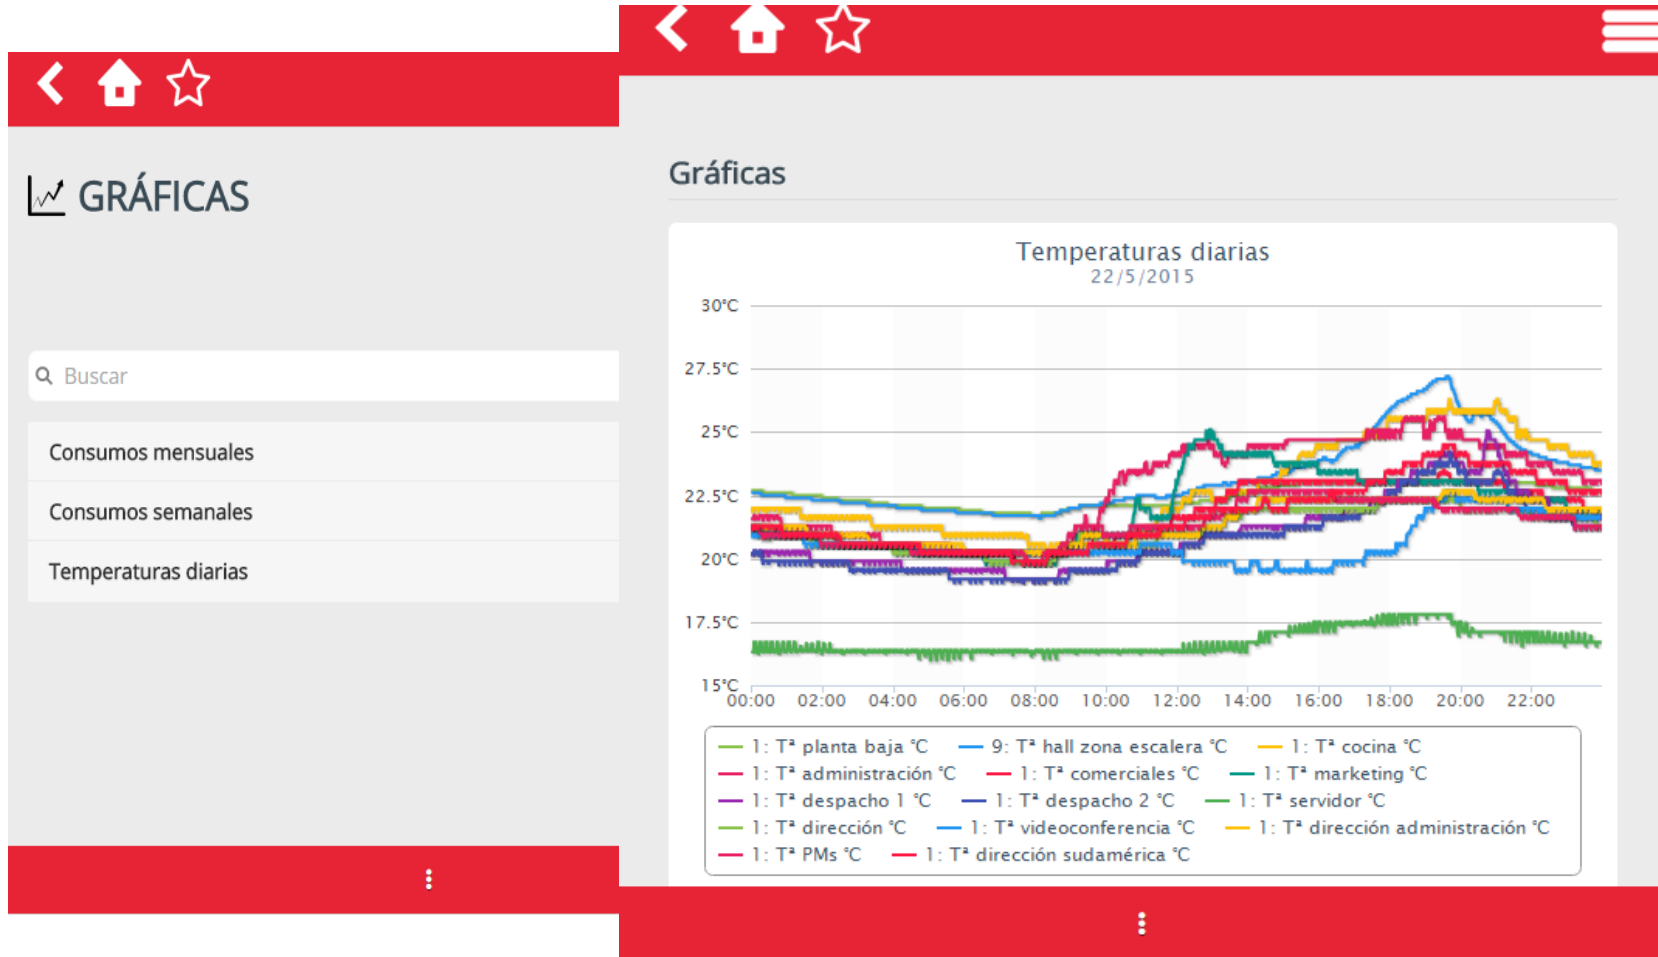 GRÁFICAS
Buscar
Consumos mensuales
Consumos semanales
Temperaturas diarias
Gráficas
Temperaturas diarias
22/5/2015
30°C
27.5°C
25°C
22.5°C
20°C
17.5°C
15°C
00:00 02:00 04:00 06:00 08:00 10:00 12:00 14:00 16:00 18:00 20:00 22:00
1: Tª planta baja °C 9: Tª hall zona escalera °C 1: Tª cocina °C
1: Tª administración °C 1: Tª comerciales °C 1: Tª marketing °C
1: Tª despacho 1 °C 1: Tª despacho 2 °C 1: Tª servidor °C
1: Tª dirección °C 1: Tª videoconferencia °C 1: Tª dirección administración °C
1: Tª PMs °C 1: Tª dirección sudamérica °C